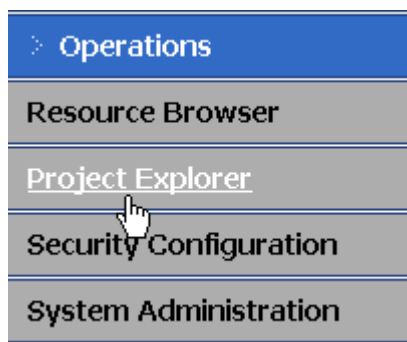 Operations
Resource Browser
Project Explorer
Security Configuration
System Administration